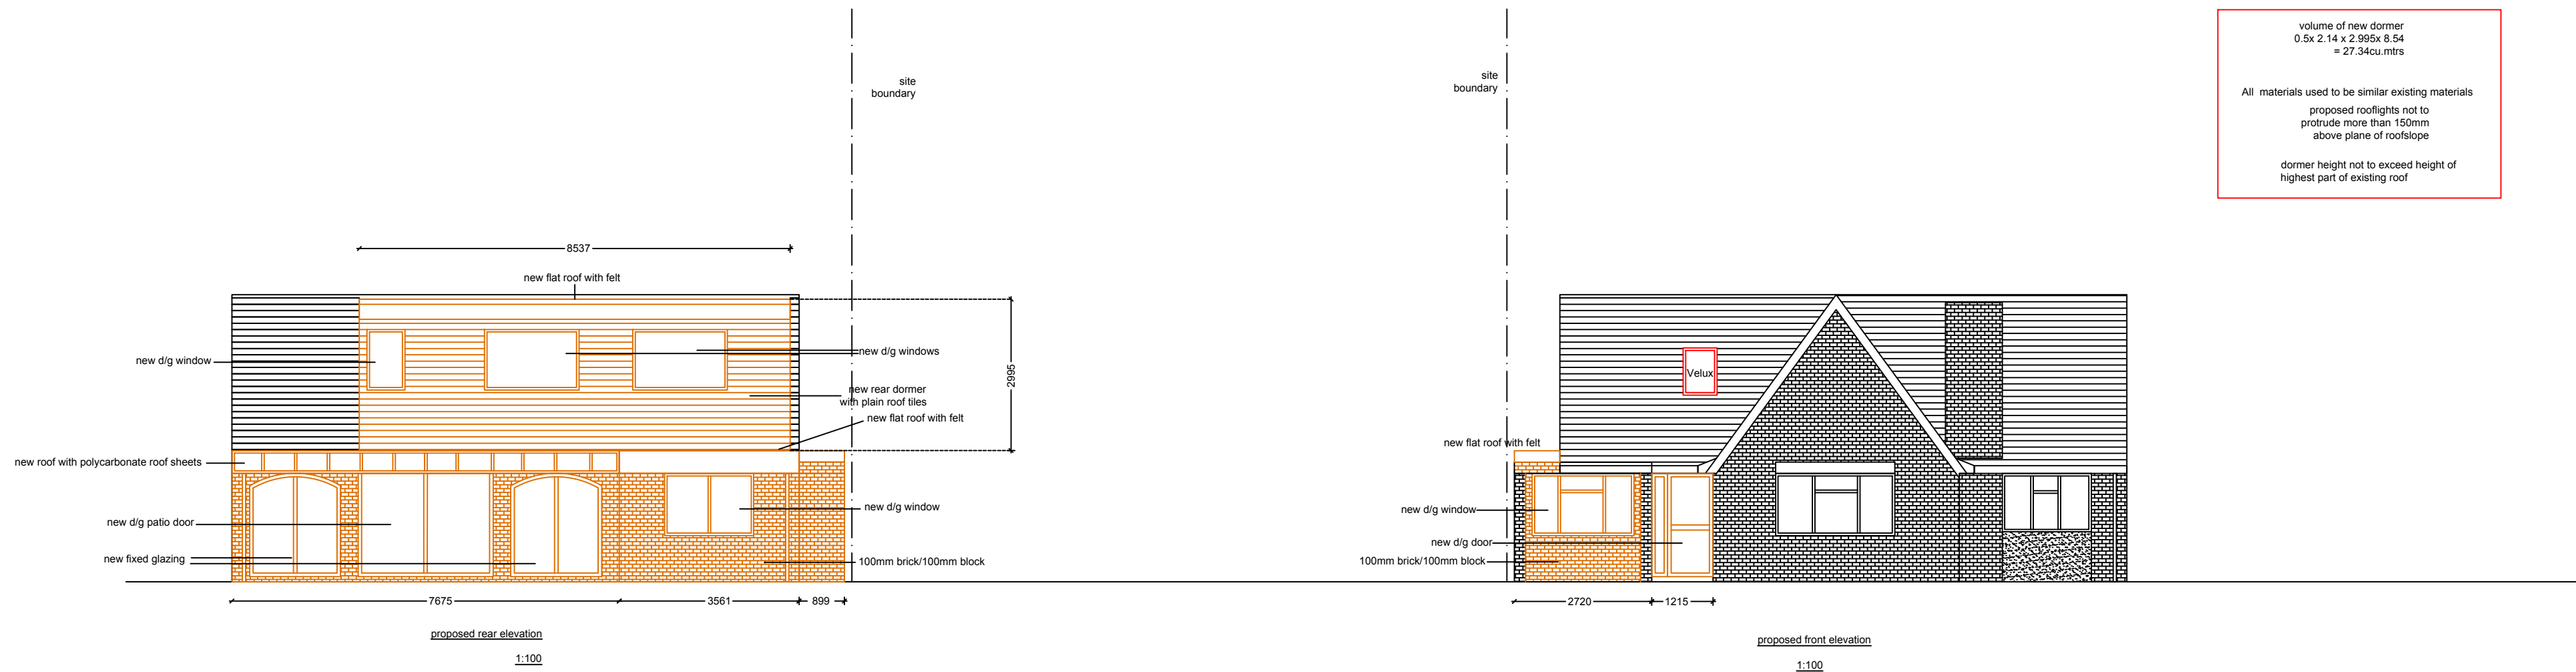 volume of new dormer
0.5x 2.14 x 2.995x 8.54
= 27.34cu.mtrs
All materials used to be similar existing materials
proposed rooflights not to
protrude more than 150mm
above plane of roofslope
dormer height not to exceed height of
highest part of existing roof
site
boundary
8537
new flat roof with felt
new d/g window
new d/g windows
2995
new rear dormer
with plain roof tiles
new flat roof with felt
new roof with polycarbonate roof sheets
new d/g window
new d/g patio door
new fixed glazing
100mm brick/100mm block
7675
3561
899
proposed rear elevation
1:100
site
boundary
Velux
new flat roof with felt
new d/g window
new d/g door
100mm brick/100mm block
2720
1215
proposed front elevation
1:100